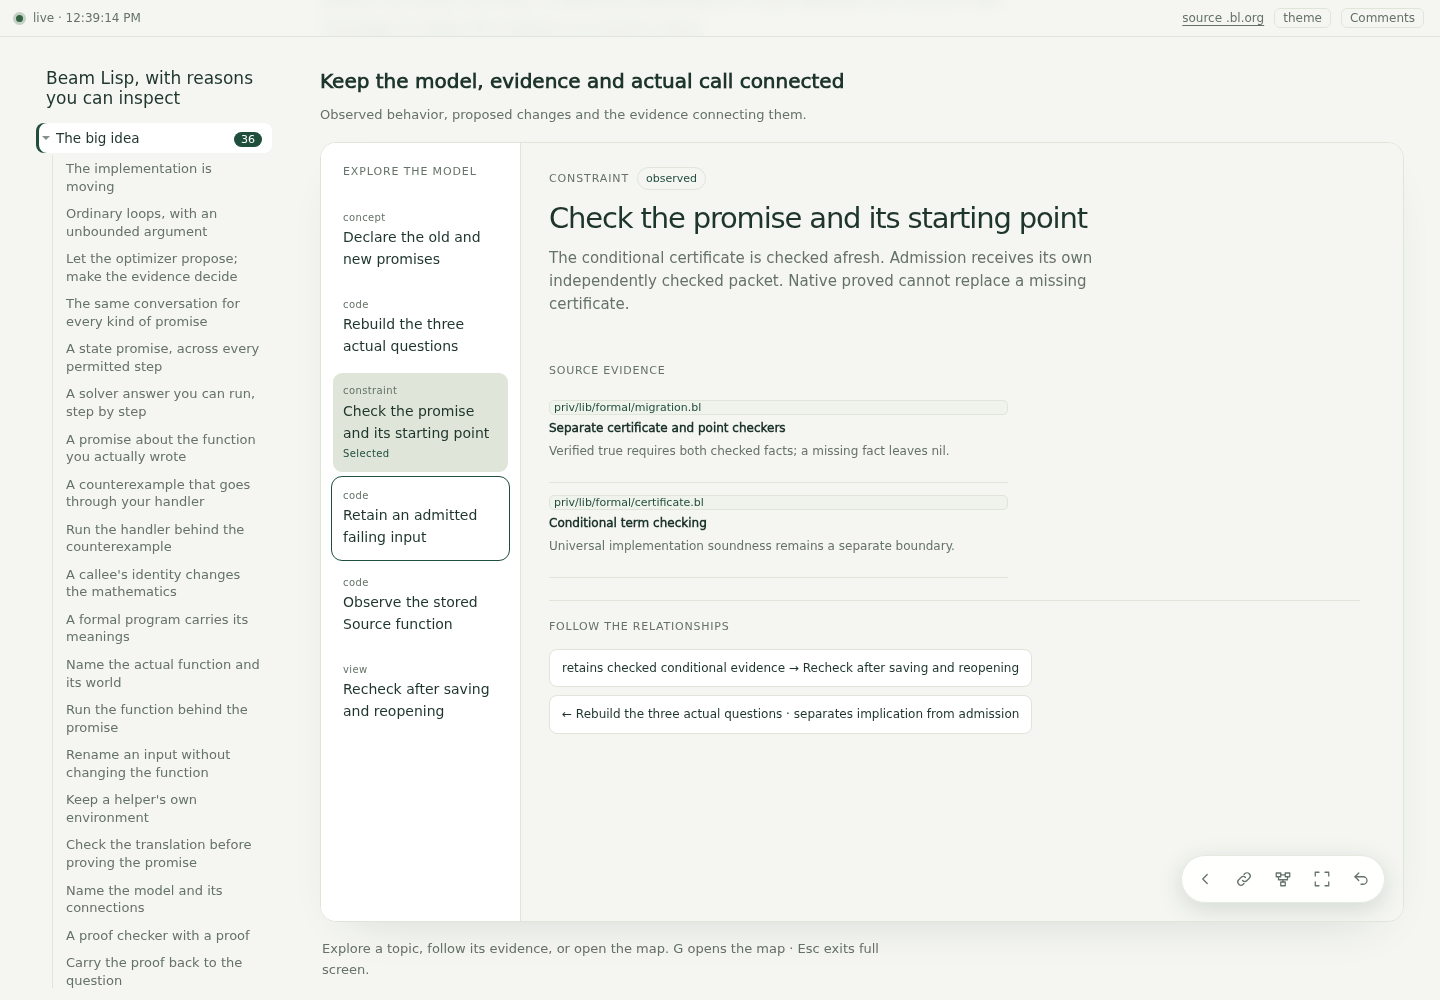 live · 12:39:14 PM
source .bl.org
theme
Comments
Beam Lisp, with reasons
you can inspect
The big idea
36
The implementation is
moving
Ordinary loops, with an
unbounded argument
Let the optimizer propose;
make the evidence decide
The same conversation for
every kind of promise
A state promise, across every
permitted step
A solver answer you can run,
step by step
A promise about the function
you actually wrote
A counterexample that goes
through your handler
Run the handler behind the
counterexample
A callee's identity changes
the mathematics
A formal program carries its
meanings
Name the actual function and
its world
Run the function behind the
promise
Rename an input without
changing the function
Keep a helper's own
environment
Check the translation before
proving the promise
Name the model and its
connections
A proof checker with a proof
Carry the proof back to the
question
Keep the model, evidence and actual call connected
Observed behavior, proposed changes and the evidence connecting them.
EXPLORE THE MODEL
concept
Declare the old and
new promises
code
Rebuild the three
actual questions
constraint
Check the promise
and its starting point
Selected
code
Retain an admitted
failing input
code
Observe the stored
Source function
view
Recheck after saving
and reopening
CONSTRAINT
observed
Check the promise and its starting point
The conditional certificate is checked afresh. Admission receives its own
independently checked packet. Native proved cannot replace a missing
certificate.
SOURCE EVIDENCE
priv/lib/formal/migration.bl
Separate certificate and point checkers
Verified true requires both checked facts; a missing fact leaves nil.
priv/lib/formal/certificate.bl
Conditional term checking
Universal implementation soundness remains a separate boundary.
FOLLOW THE RELATIONSHIPS
retains checked conditional evidence → Recheck after saving and reopening
← Rebuild the three actual questions · separates implication from admission
Explore a topic, follow its evidence, or open the map. G opens the map · Esc exits full
screen.